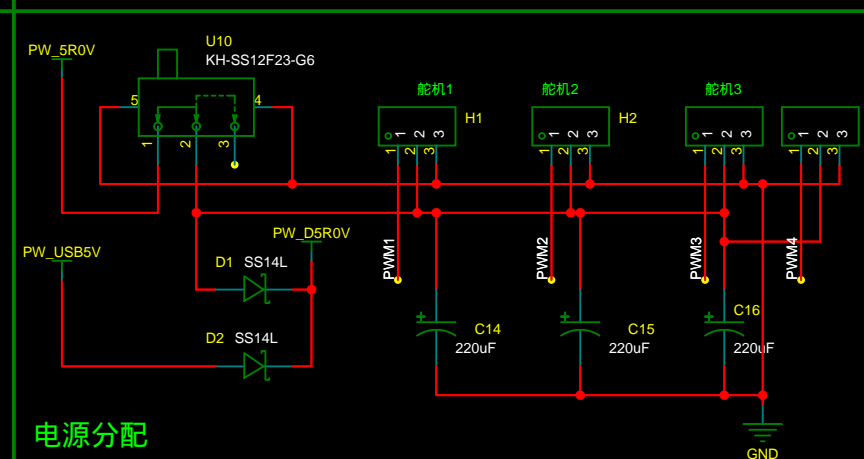 U10
KH-SS12F23-G6
PW_5R0V
5
4
1
2
3
舵机1
舵机2
舵机3
H1
H2
1 2 3
1 2 3
1 2 3
1 2 3
1 2 3
1 2 3
1 2 3
1 2 3
PWM1
PWM2
PWM3
PWM4
PW_D5R0V
PW_USB5V
D1 SS14L
D2 SS14L
C14
220uF
C15
220uF
C16
220uF
电源分配
GND